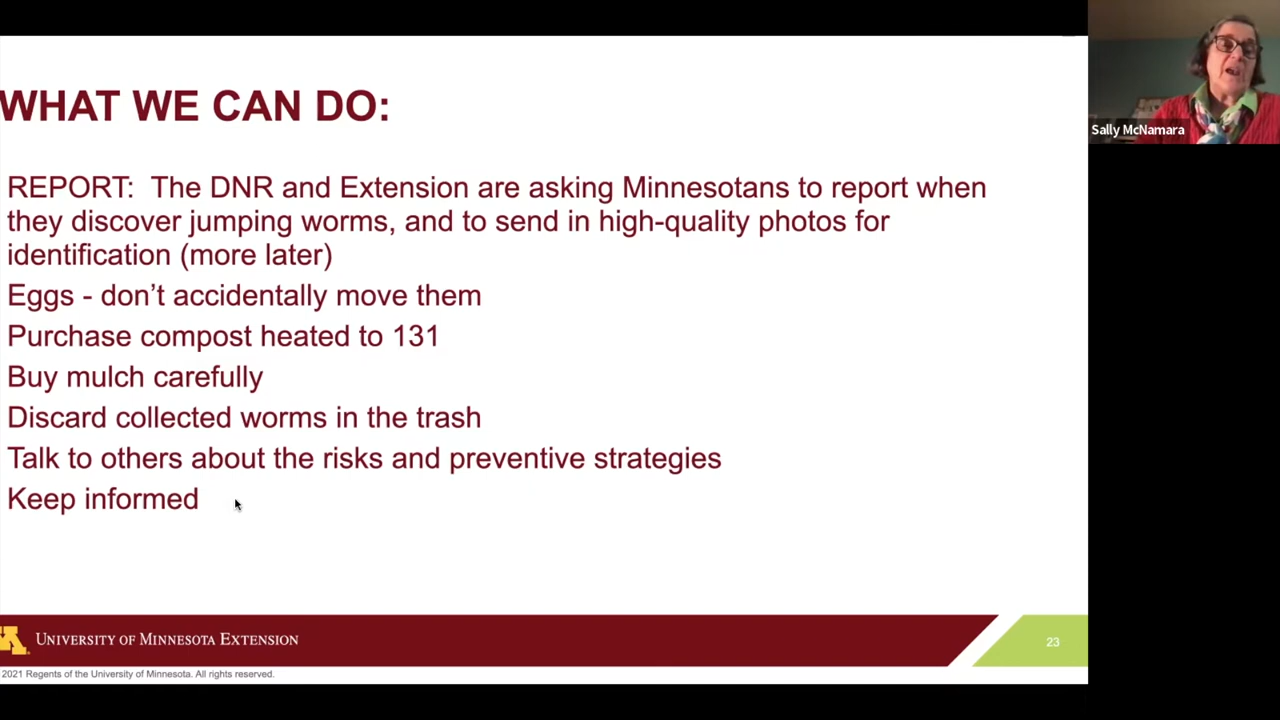 WHAT WE CAN DO:
REPORT:  The DNR and Extension are asking Minnesotans to report when
they discover jumping worms, and to send in high-quality photos for
identification (more later)
Eggs - don’t accidentally move them
Purchase compost heated to 131
Buy mulch carefully
Discard collected worms in the trash
Talk to others about the risks and preventive strategies
Keep informed
UNIVERSITY OF MINNESOTA EXTENSION
23
2021 Regents of the University of Minnesota. All rights reserved.
Sally McNamara